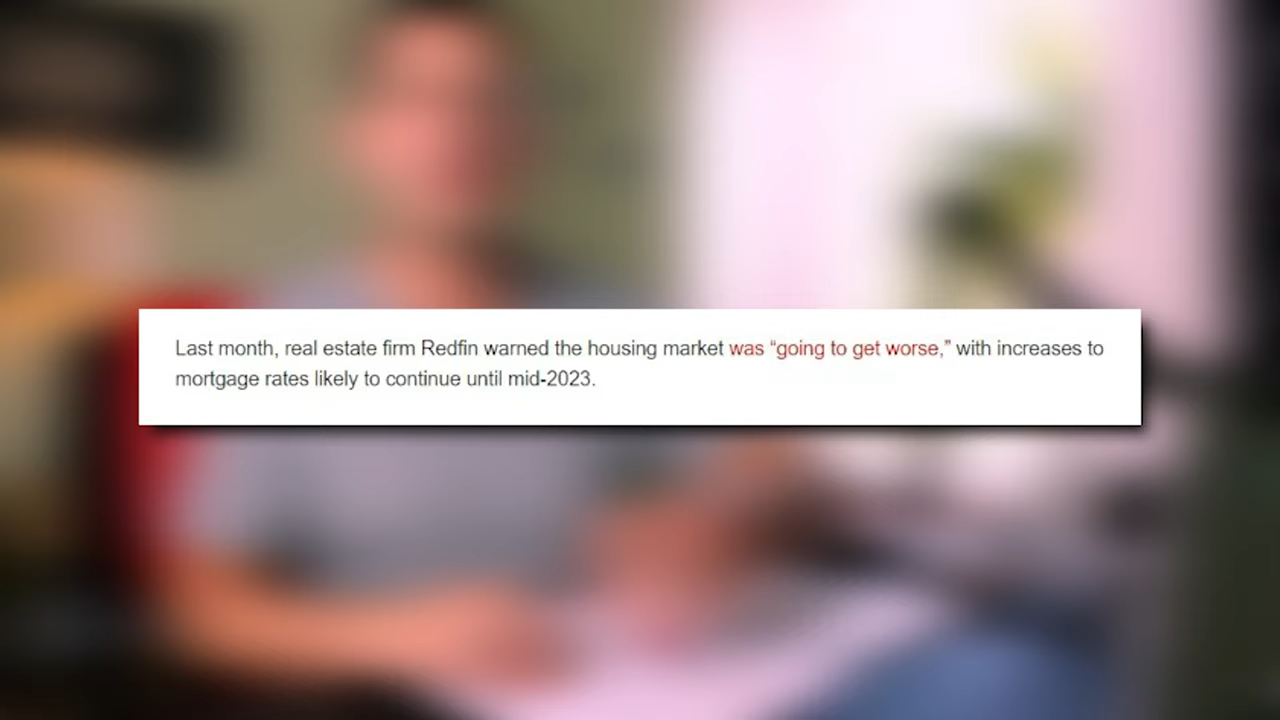 Last month, real estate firm Redfin warned the housing market was “going to get worse,” with increases to
mortgage rates likely to continue until mid-2023.